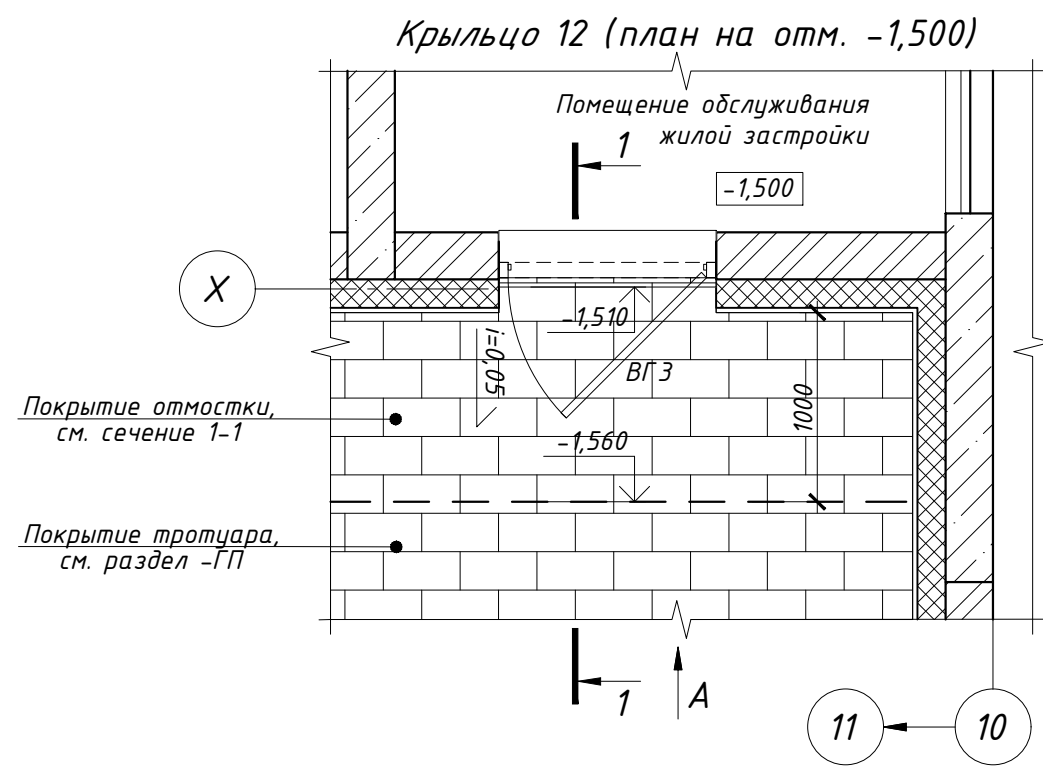 Крыльцо 12 (план на отм. -1,500)
Помещение обслуживания
жилой застройки
1
-1,500
Х
-1,510
i=0,05
ВГ3
1000
Покрытие отмостки,
см. сечение 1-1
-1,560
Покрытие тротуара,
см. раздел -ГП
1
А
11
10